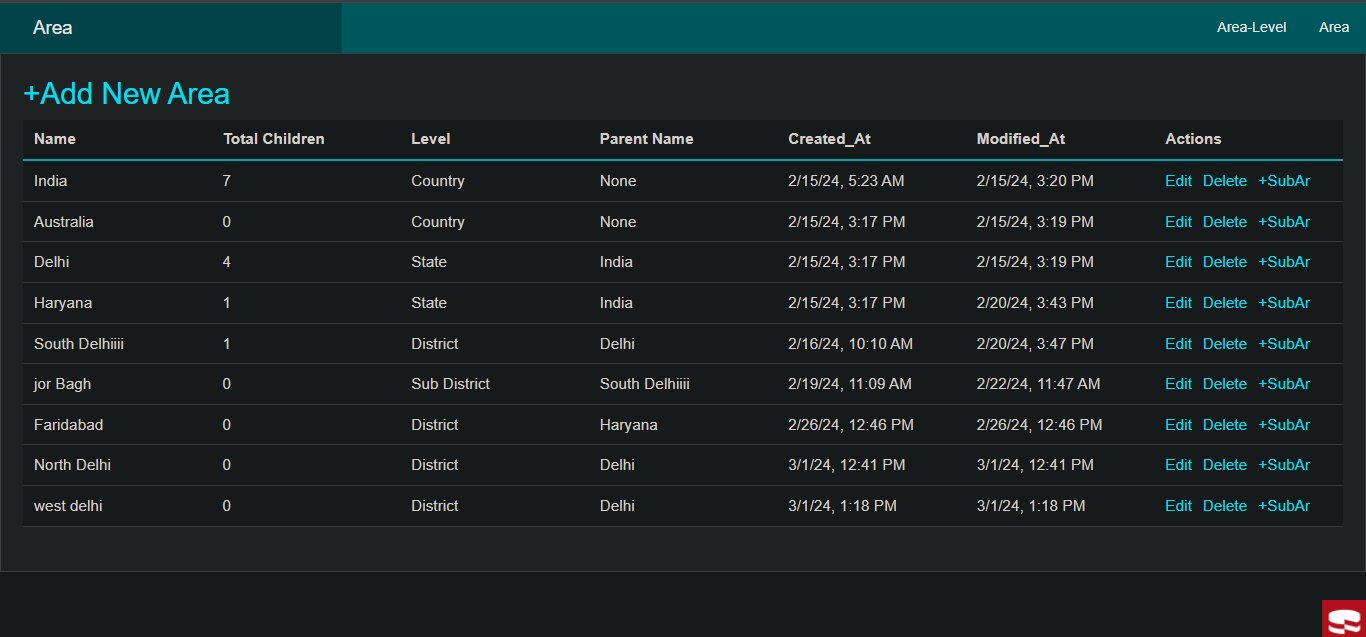 Area Area-Level Area
+Add New Area
Name Total Children Level Parent Name Created_At Modified_At Actions
India 7 Country None 2/15/24, 5:23 AM 2/15/24, 3:20 PM Edit Delete +SubAr
Australia 0 Country None 2/15/24, 3:17 PM 2/15/24, 3:19 PM Edit Delete +SubAr
Delhi 4 State India 2/15/24, 3:17 PM 2/15/24, 3:19 PM Edit Delete +SubAr
Haryana 1 State India 2/15/24, 3:17 PM 2/20/24, 3:43 PM Edit Delete +SubAr
South Delhiiii 1 District Delhi 2/16/24, 10:10 AM 2/20/24, 3:47 PM Edit Delete +SubAr
jor Bagh 0 Sub District South Delhiiii 2/19/24, 11:09 AM 2/22/24, 11:47 AM Edit Delete +SubAr
Faridabad 0 District Haryana 2/26/24, 12:46 PM 2/26/24, 12:46 PM Edit Delete +SubAr
North Delhi 0 District Delhi 3/1/24, 12:41 PM 3/1/24, 12:41 PM Edit Delete +SubAr
west delhi 0 District Delhi 3/1/24, 1:18 PM 3/1/24, 1:18 PM Edit Delete +SubAr